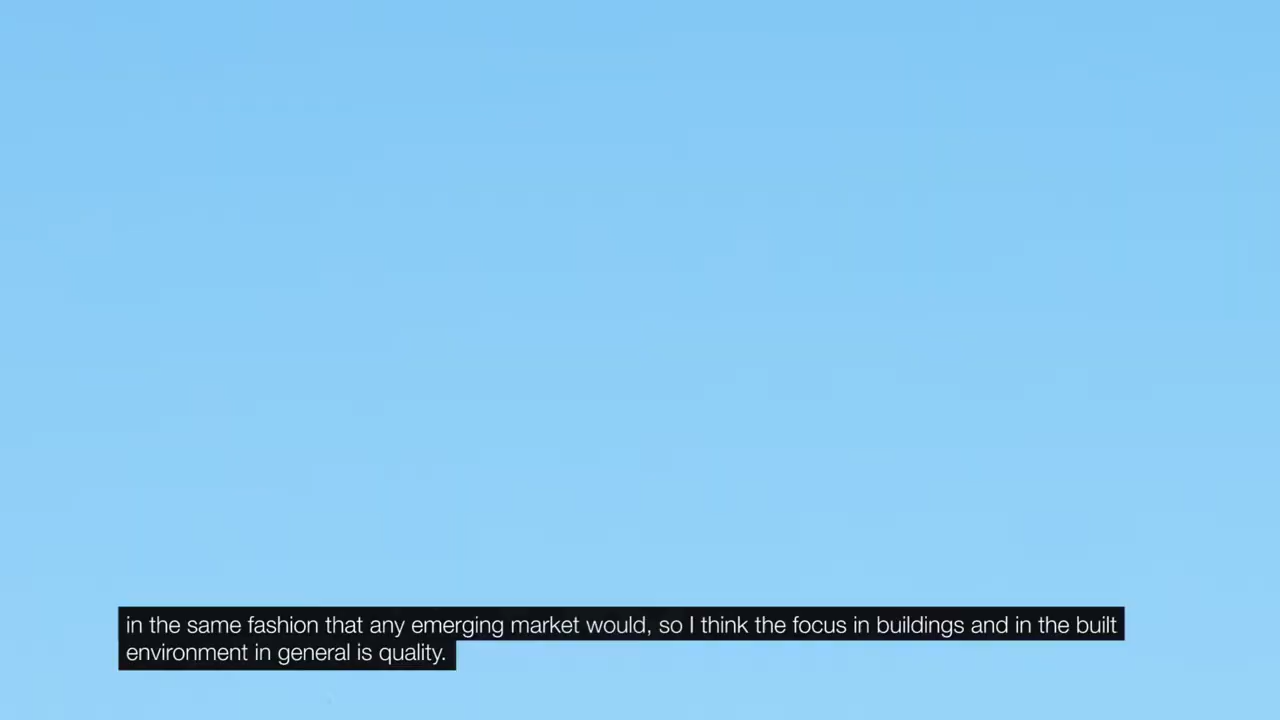 in the same fashion that any emerging market would, so I think the focus in buildings and in the built
environment in general is quality.